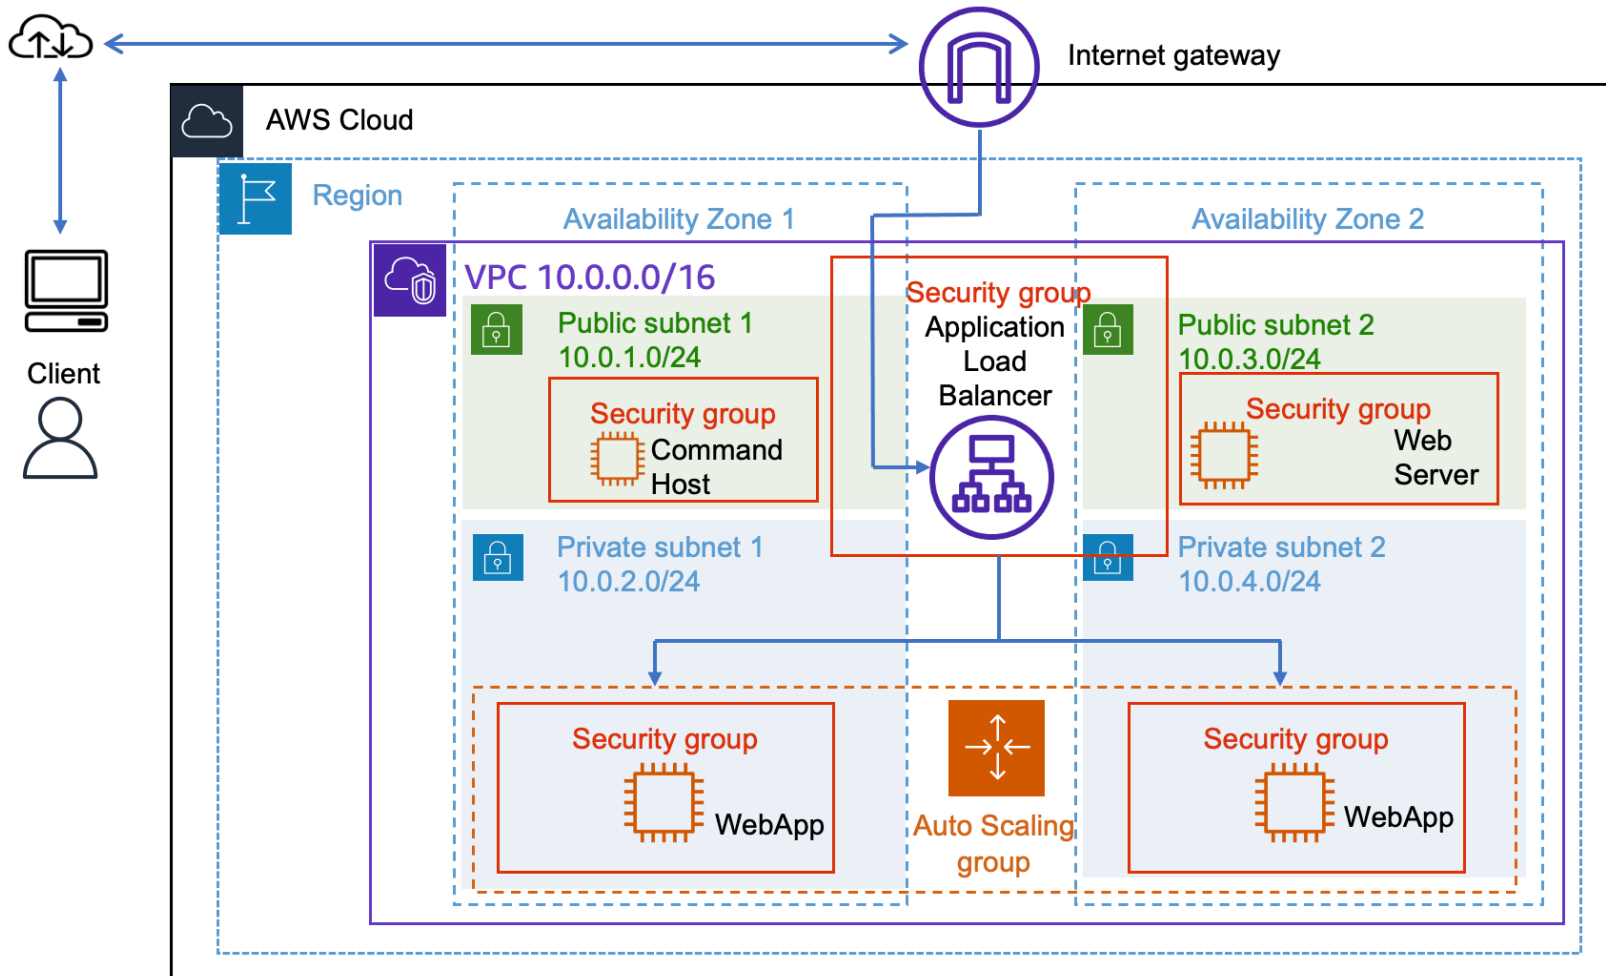 Internet gateway
AWS Cloud
Region
Availability Zone 1
Availability Zone 2
VPC 10.0.0.0/16
Client
Public subnet 1
10.0.1.0/24
Security group
Command
Host
Security group
Application
Load
Balancer
Public subnet 2
10.0.3.0/24
Security group
Web
Server
Private subnet 1
10.0.2.0/24
Private subnet 2
10.0.4.0/24
Security group
WebApp
Auto Scaling
group
Security group
WebApp